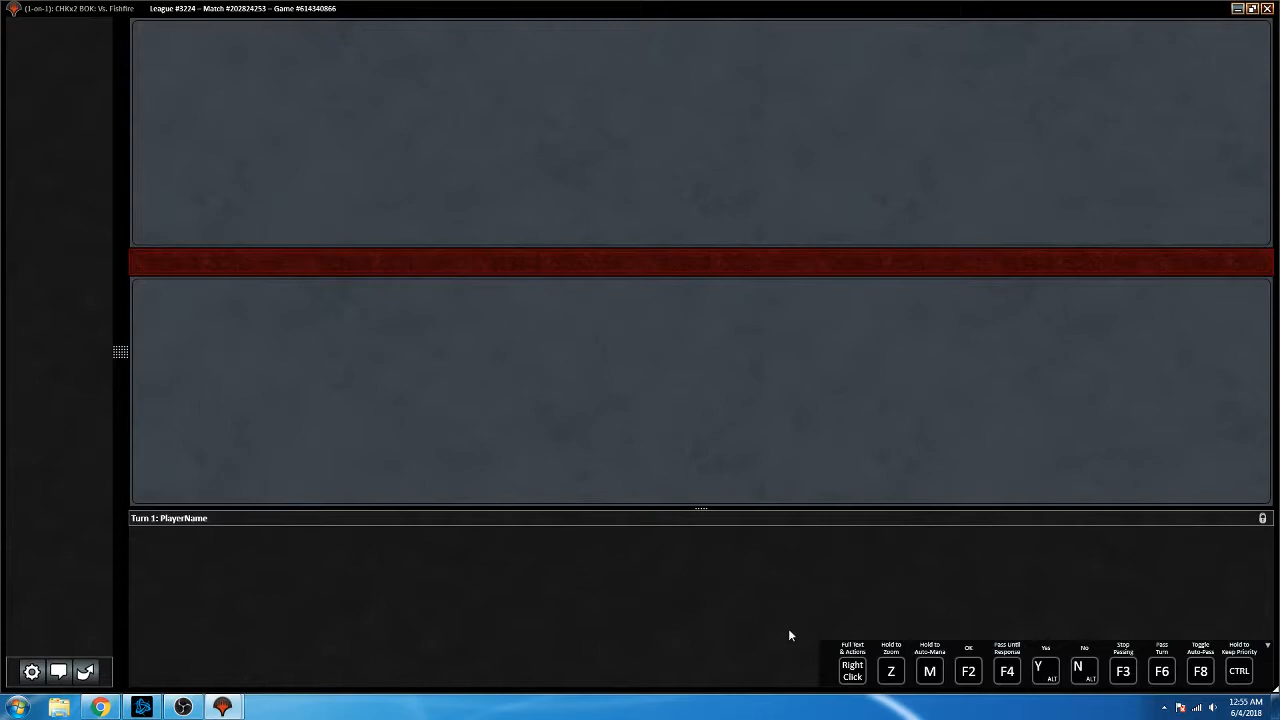 (1-on-1): CHKx2 BOK: Vs. Fishfire League #3224 – Match #202824253 – Game #614340866
Turn 1: PlayerName
Full Text & Actions
Right Click
Hold to Zoom
Z
Hold to Auto-Mana
M
OK
F2
Pass Until Response
F4
Yes
Y ALT
No
N ALT
Stop Passing
F3
Pass Turn
F6
Toggle Auto-Pass
F8
Hold to Keep Priority
CTRL
12:55 AM
6/4/2018